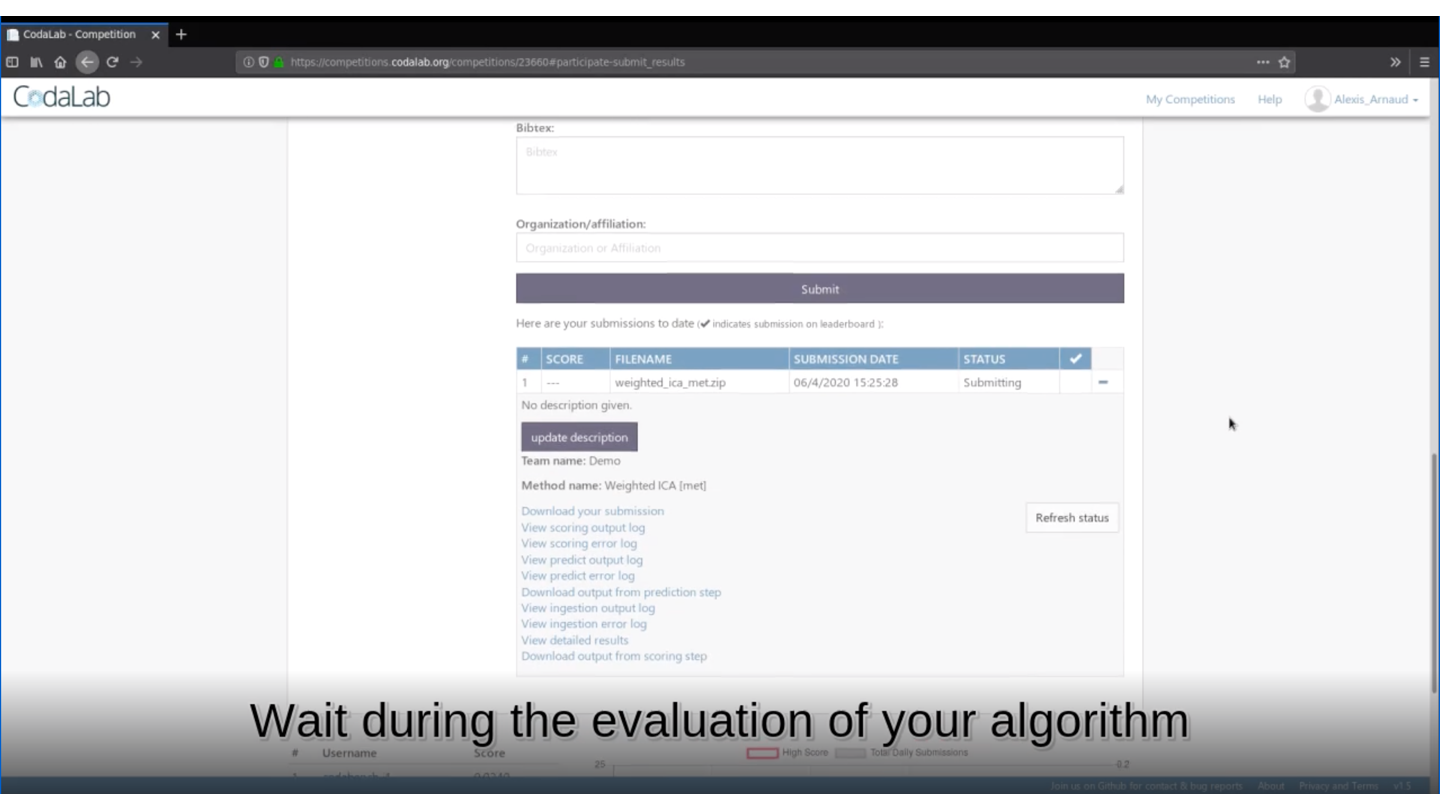 CodaLab - Competition
https://competitions.codalab.org/competitions/23660#participate-submit_results
CodaLab
My Competitions Help Alexis_Arnaud
Bibtex:
Bibtex
Organization/affiliation:
Organization or Affiliation
Submit
Here are your submissions to date (✔ indicates submission on leaderboard ):
# SCORE FILENAME SUBMISSION DATE STATUS ✔
1 --- weighted_ica_met.zip 06/4/2020 15:25:28 Submitting
No description given.
update description
Team name: Demo
Method name: Weighted ICA [met]
Download your submission
Refresh status
View scoring output log
View scoring error log
View predict output log
View predict error log
Download output from prediction step
View ingestion output log
View ingestion error log
View detailed results
Download output from scoring step
Wait during the evaluation of your algorithm
# Username Score
High Score Total Daily Submissions
25 0.2
Join us on Github for contact & bug reports About Privacy and Terms v1.5